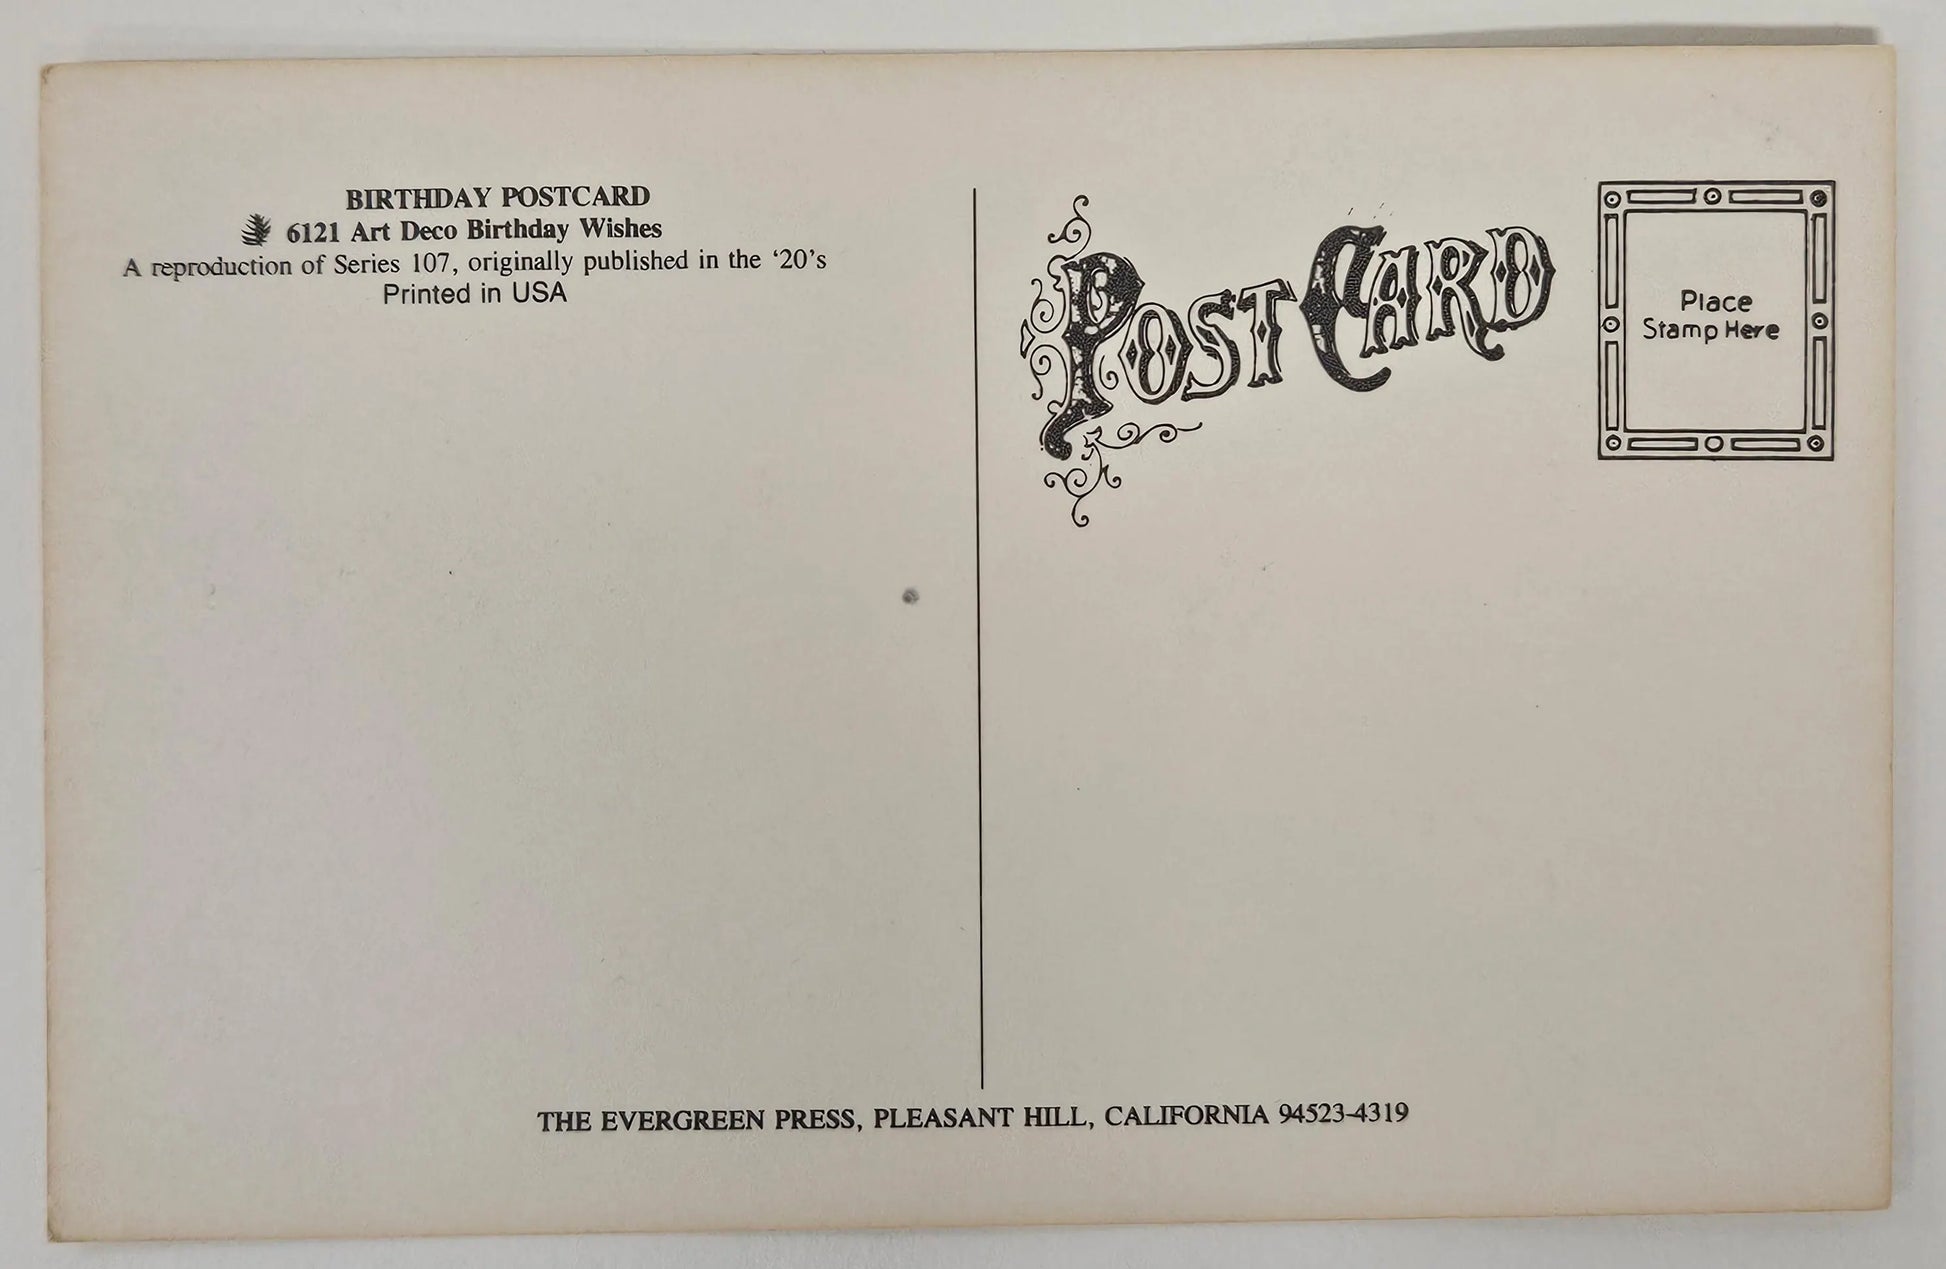 BIRTHDAY POSTCARD
6121 Art Deco Birthday Wishes
A reproduction of Series 107, originally published in the ‘20’s
Printed in USA
POST CARD
Place
Stamp Here
THE EVERGREEN PRESS, PLEASANT HILL, CALIFORNIA 94523-4319